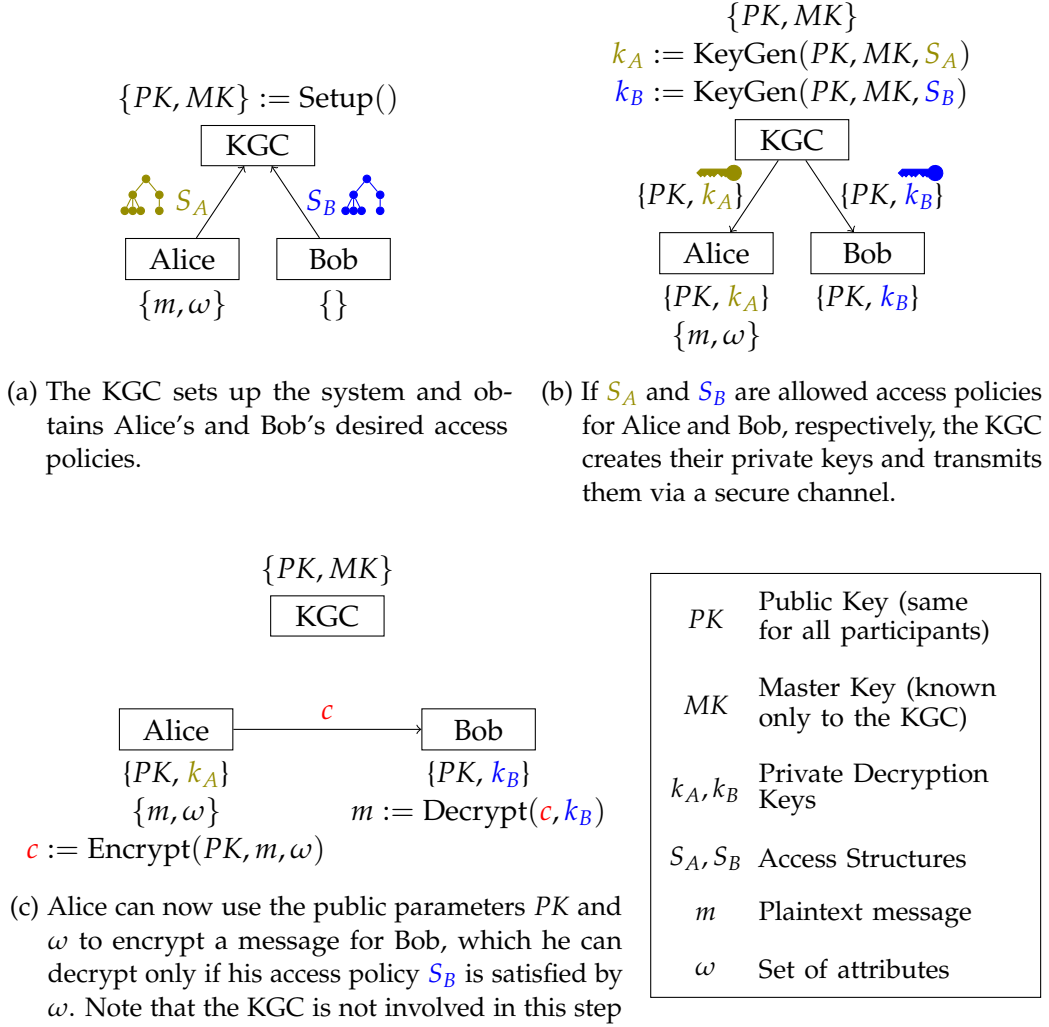 {PK, MK} := Setup()
KGC
S_A
S_B
Alice
Bob
{m, ω}
{}
(a) The KGC sets up the system and ob-
tains Alice's and Bob's desired access
policies.
{PK, MK}
k_A := KeyGen(PK, MK, S_A)
k_B := KeyGen(PK, MK, S_B)
KGC
{PK, k_A}
{PK, k_B}
Alice
Bob
{PK, k_A}
{PK, k_B}
{m, ω}
(b) If S_A and S_B are allowed access policies
for Alice and Bob, respectively, the KGC
creates their private keys and transmits
them via a secure channel.
{PK, MK}
KGC
c
Alice
Bob
{PK, k_A}
{PK, k_B}
{m, ω}
m := Decrypt(c, k_B)
c := Encrypt(PK, m, ω)
(c) Alice can now use the public parameters PK and
ω to encrypt a message for Bob, which he can
decrypt only if his access policy S_B is satisfied by
ω. Note that the KGC is not involved in this step
PK Public Key (same
for all participants)
MK Master Key (known
only to the KGC)
k_A, k_B Private Decryption
Keys
S_A, S_B Access Structures
m Plaintext message
ω Set of attributes